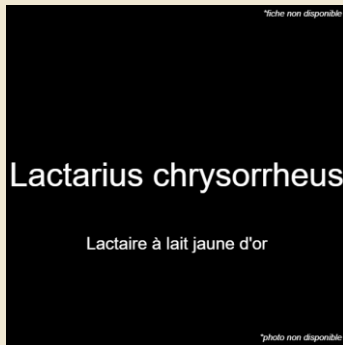 *fiche non disponible
Lactarius chrysorrheus
Lactaire à lait jaune d'or
*photo non disponible